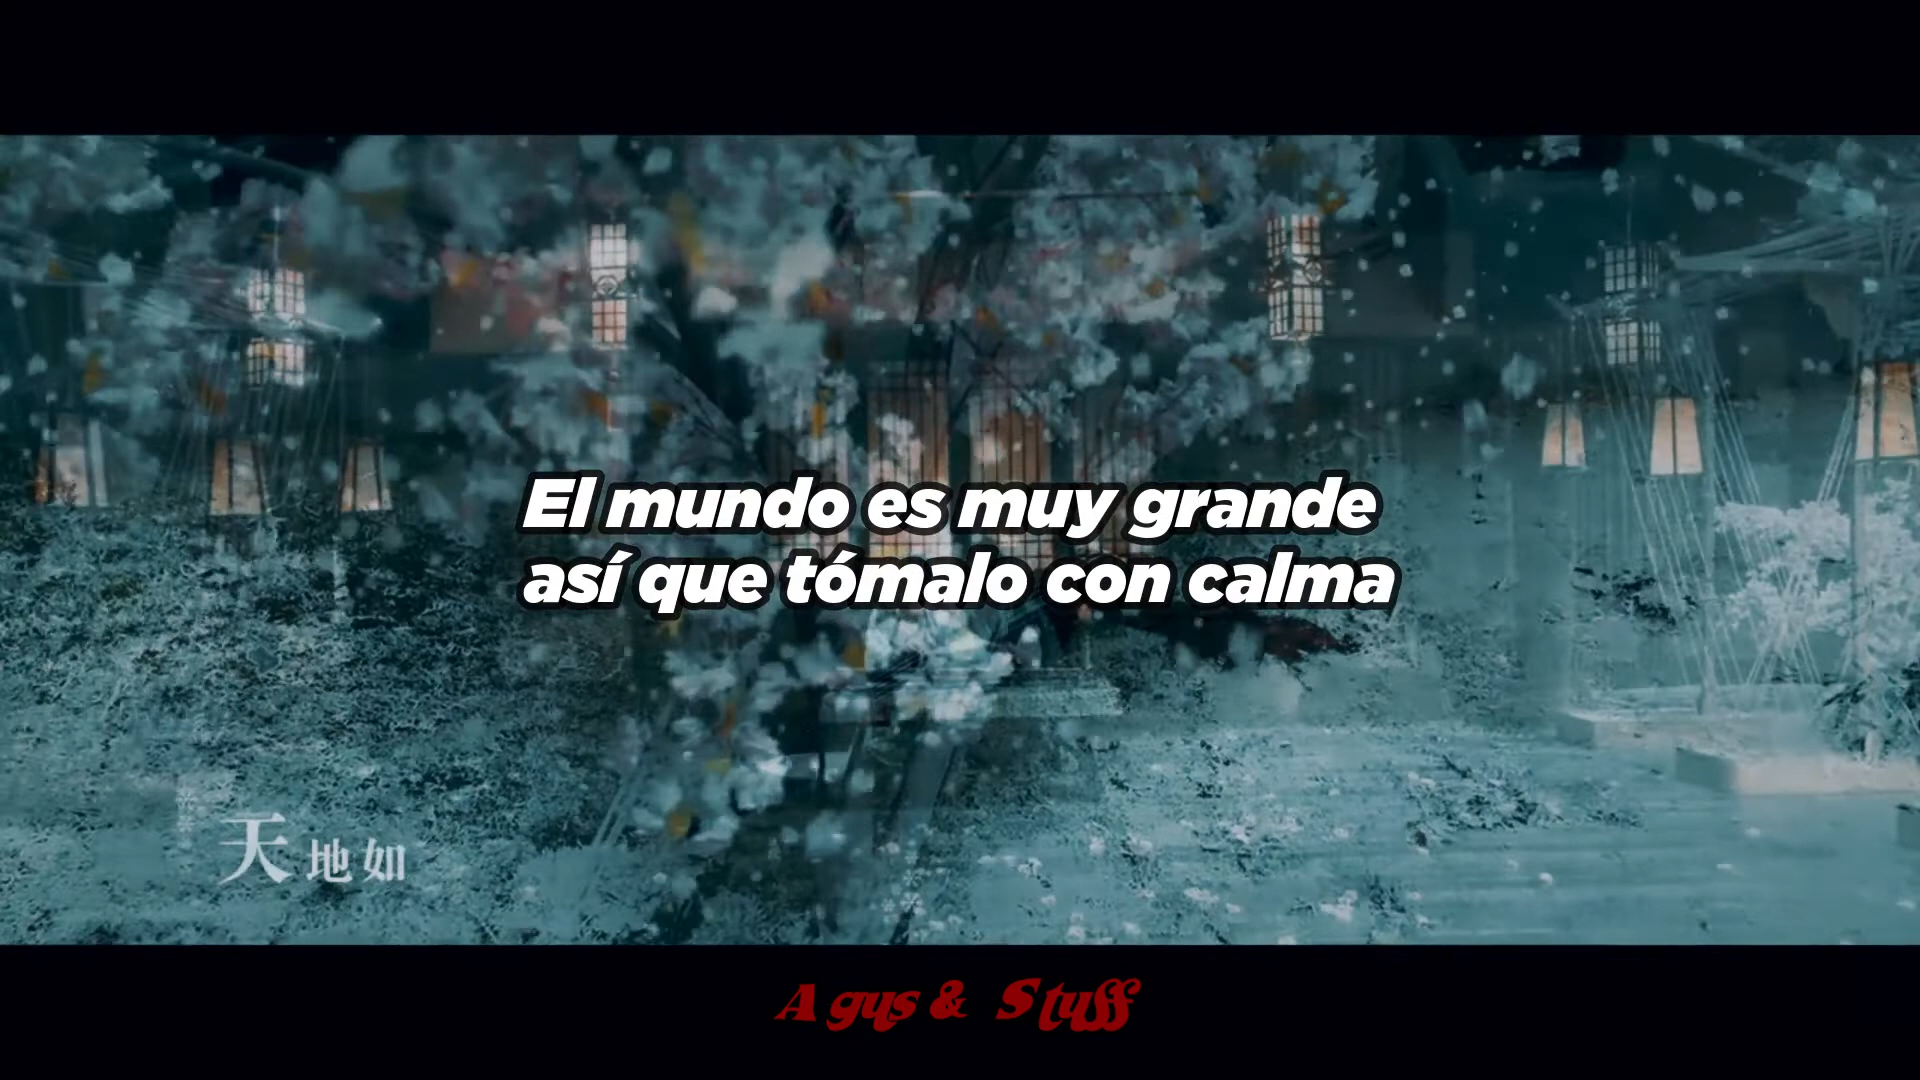 El mundo es muy grande
así que tómalo con calma
天地如
Agus & Stuff